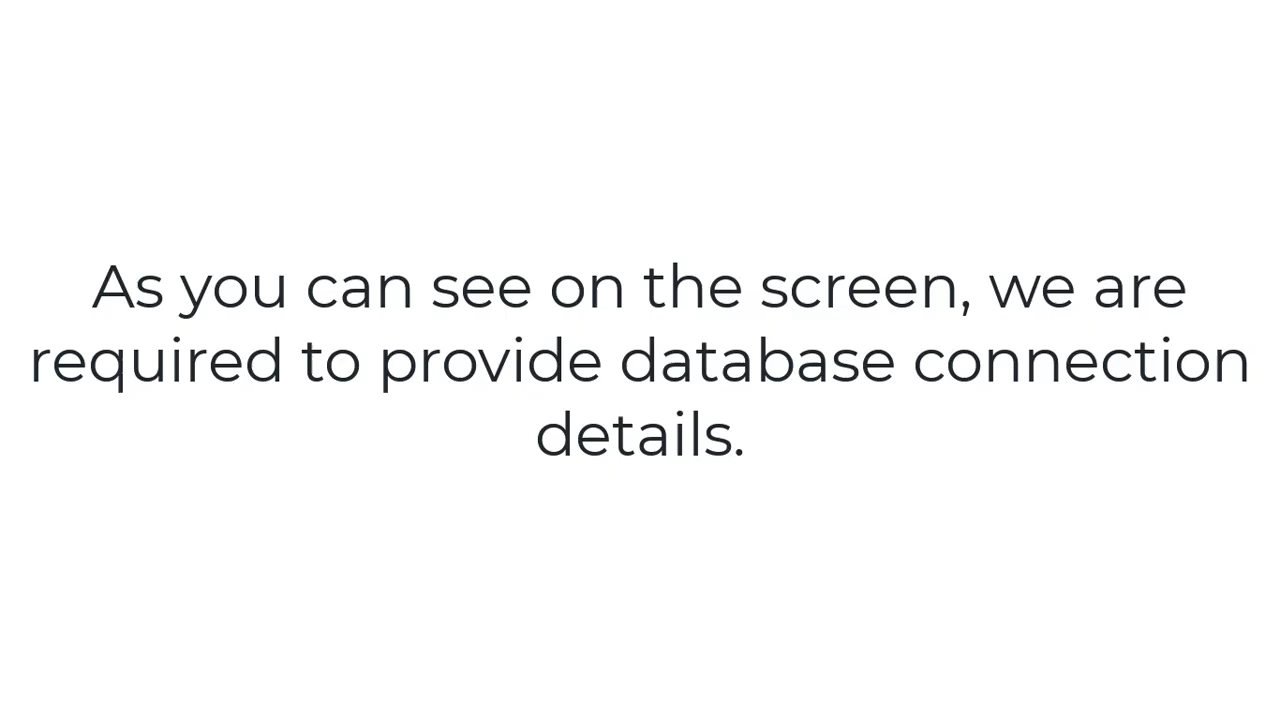 As you can see on the screen, we are
required to provide database connection
details.